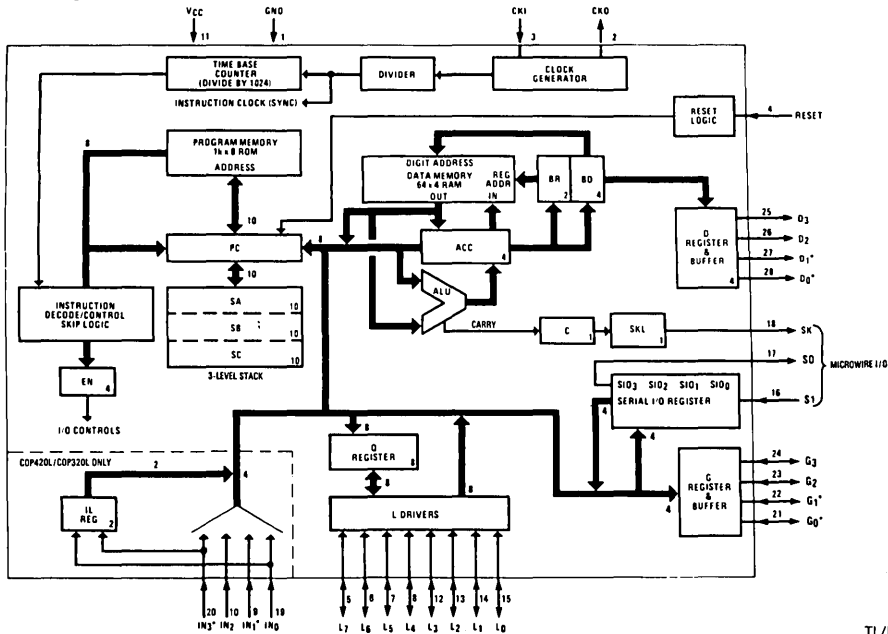 VCC GND CKI CKO
11 1 3 2
TIME BASE
COUNTER
(DIVIDE BY 1024)
DIVIDER
CLOCK
GENERATOR
INSTRUCTION CLOCK (SYNC)
RESET
LOGIC
4
RESET
8
PROGRAM MEMORY
1k x 8 ROM
ADDRESS
DIGIT ADDRESS
DATA MEMORY
64 x 4 RAM
OUT
REG
ADDR
IN
BR
2
BD
4
10
PC
8
ACC
4
D
REGISTER
&
BUFFER
4
25 D3
26 D2
27 D1*
28 D0*
10
INSTRUCTION
DECODE/CONTROL
SKIP LOGIC
SA 10
SB 10
SC 10
3-LEVEL STACK
ALU
CARRY
C
1
SKL
1
18 SK
17 SO
16 S1
MICROWIRE I/O
EN
4
I/O CONTROLS
SIO3 SIO2 SIO1 SIO0
SERIAL I/O REGISTER
4
4
COP420L/COP320L ONLY
2
4
IL
REG
2
8
Q
REGISTER
8
8
8
L DRIVERS
4
G
REGISTER
&
BUFFER
24 G3
23 G2
22 G1*
21 G0*
20 10 9 19
IN3* IN2 IN1* IN0
5 6 7 8 12 13 14 15
L7 L6 L5 L4 L3 L2 L1 L0